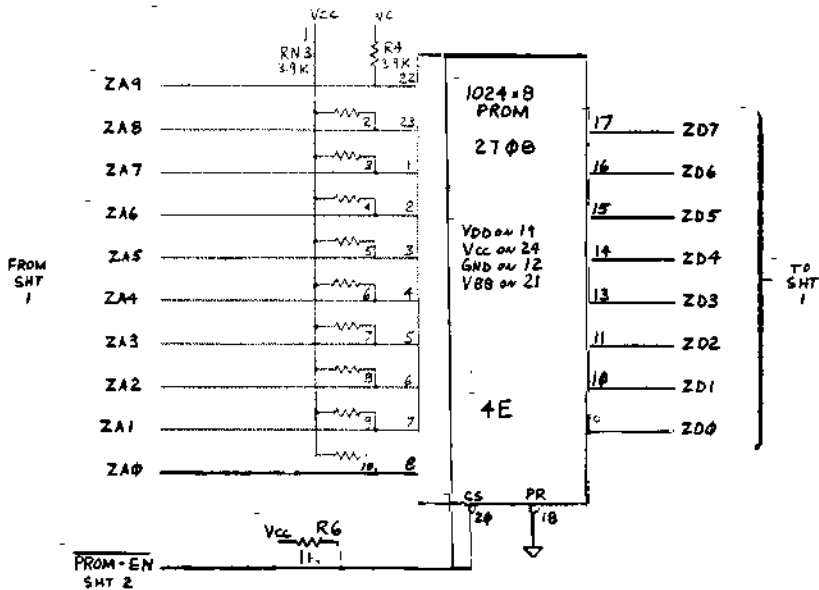 VCC
VC
1
RN3
3.9K
R4
3.9K
22
ZA9
ZA8
2
23
ZA7
3
1
ZA6
4
2
ZA5
5
3
ZA4
6
4
ZA3
7
5
ZA2
8
6
ZA1
9
7
ZAØ
10
8
FROM
SHT
1
1024×8
PROM
27Ø8
VDD ON 19
VCC ON 24
GND ON 12
VBB ON 21
4E
CS
PR
2Ø
18
17
ZD7
16
ZD6
15
ZD5
14
ZD4
13
ZD3
11
ZD2
1Ø
ZD1
ZDØ
TO
SHT
1
VCC
R6
PROM-EN
SHT 2